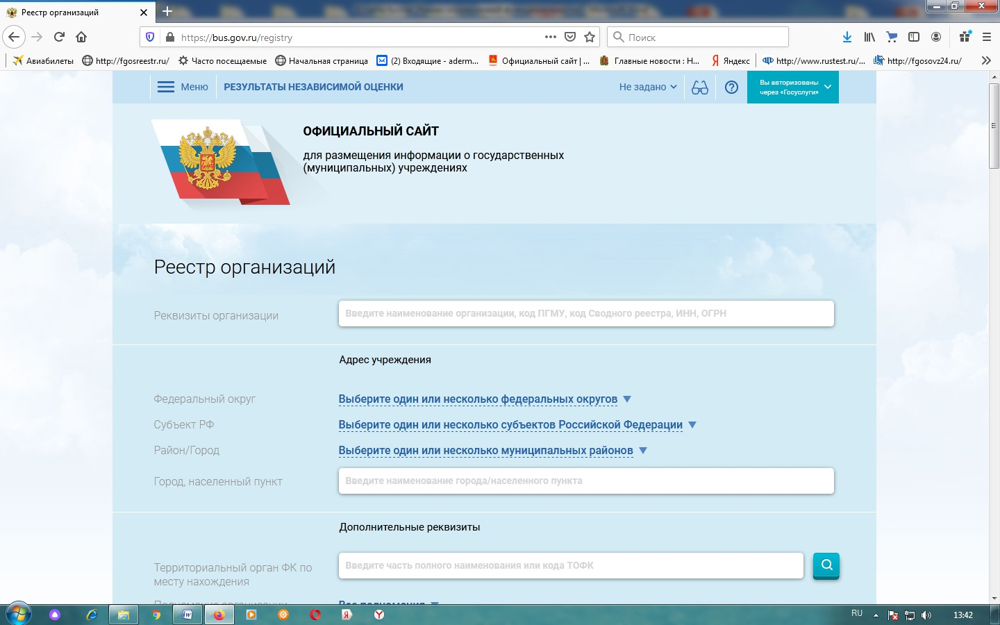 Реестр организаций
https://bus.gov.ru/registry
Поиск
Авиабилеты
http://fgosreestr.ru/
Часто посещаемые
Начальная страница
(2) Входящие - aderm...
Официальный сайт | ...
Главные новости : Н...
Яндекс
http://www.rustest.ru/...
http://fgosovz24.ru/
Меню
РЕЗУЛЬТАТЫ НЕЗАВИСИМОЙ ОЦЕНКИ
Не задано
Вы авторизованы
через «Госуслуги»
ОФИЦИАЛЬНЫЙ САЙТ
для размещения информации о государственных
(муниципальных) учреждениях
Реестр организаций
Реквизиты организации
Введите наименование организации, код ПГМУ, код Сводного реестра, ИНН, ОГРН
Адрес учреждения
Федеральный округ
Выберите один или несколько федеральных округов
Субъект РФ
Выберите один или несколько субъектов Российской Федерации
Район/Город
Выберите один или несколько муниципальных районов
Город, населенный пункт
Введите наименование города/населенного пункта
Дополнительные реквизиты
Территориальный орган ФК по
месту нахождения
Введите часть полного наименования или кода ТОФК
RU
13:42